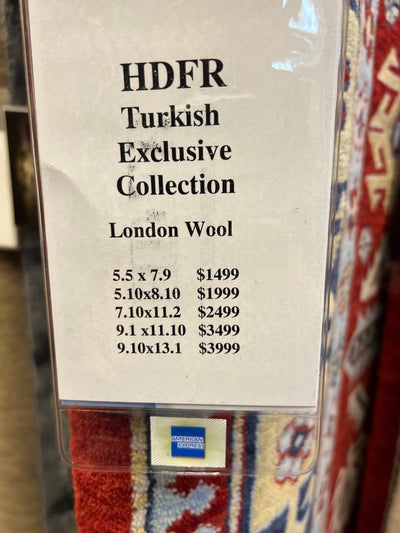 HDFR
Turkish
Exclusive
Collection
London Wool
5.5 x 7.9 $1499
5.10x8.10 $1999
7.10x11.2 $2499
9.1 x11.10 $3499
9.10x13.1 $3999
AMERICAN
EXPRESS